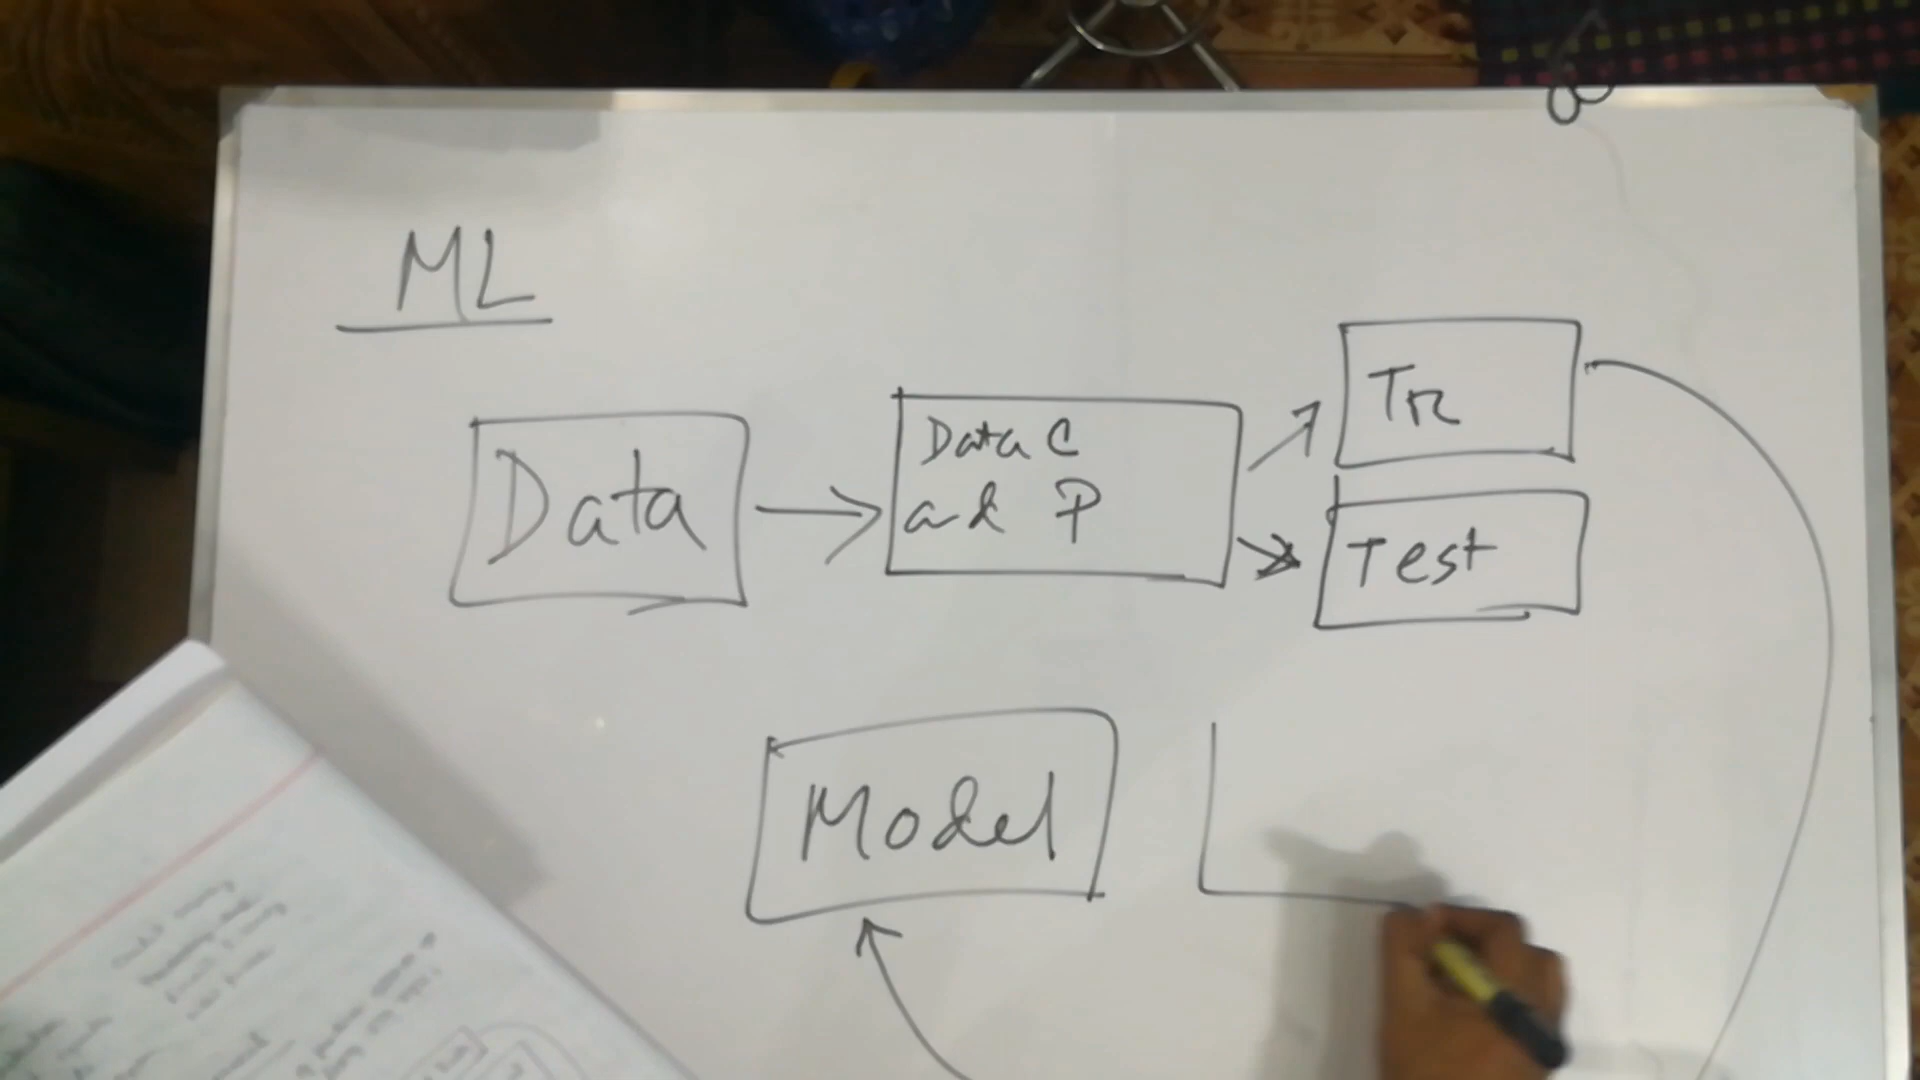 ML
Data
Data C
and P
Tr
Test
Model